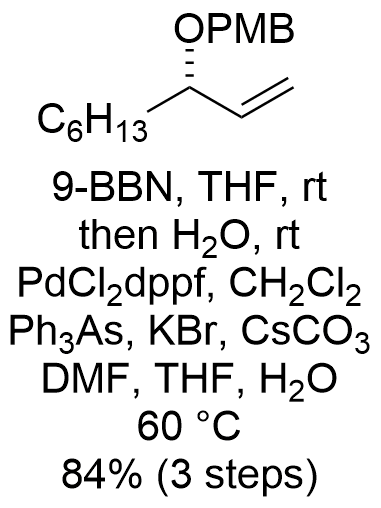 OPMB
C₆H₁₃
9-BBN, THF, rt
then H₂O, rt
PdCl₂dppf, CH₂Cl₂
Ph₃As, KBr, CsCO₃
DMF, THF, H₂O
60 °C
84% (3 steps)